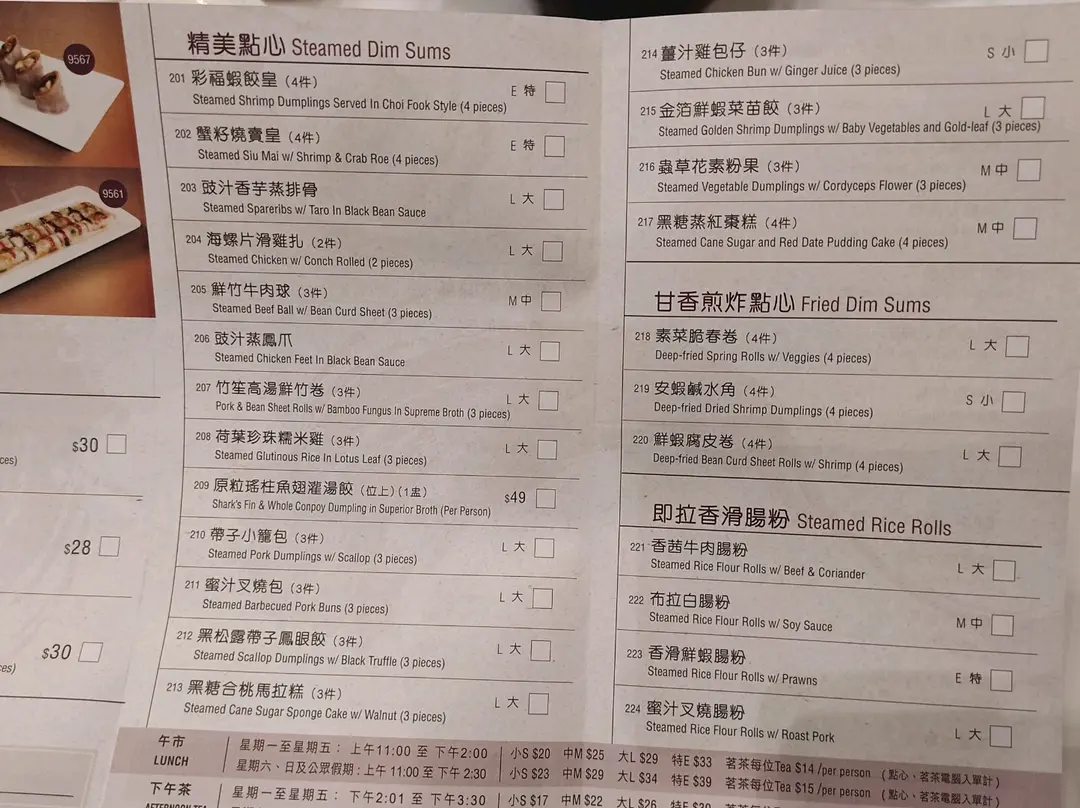 9567
9561
$30
ces)
$28
$30
ces)
精美點心 Steamed Dim Sums
201 彩福蝦餃皇（4件） E 特
Steamed Shrimp Dumplings Served In Choi Fook Style (4 pieces)
202 蟹籽燒賣皇（4件） E 特
Steamed Siu Mai w/ Shrimp & Crab Roe (4 pieces)
203 豉汁香芋蒸排骨 L 大
Steamed Spareribs w/ Taro In Black Bean Sauce
204 海螺片滑雞扎（2件） L 大
Steamed Chicken w/ Conch Rolled (2 pieces)
205 鮮竹牛肉球（3件） M 中
Steamed Beef Ball w/ Bean Curd Sheet (3 pieces)
206 豉汁蒸鳳爪 L 大
Steamed Chicken Feet In Black Bean Sauce
207 竹笙高湯鮮竹卷（3件） L 大
Pork & Bean Sheet Rolls w/ Bamboo Fungus In Supreme Broth (3 pieces)
208 荷葉珍珠糯米雞（3件） L 大
Steamed Glutinous Rice In Lotus Leaf (3 pieces)
209 原粒瑤柱魚翅灌湯餃（位上）（1盅） $49
Shark's Fin & Whole Conpoy Dumpling in Superior Broth (Per Person)
210 帶子小籠包（3件） L 大
Steamed Pork Dumplings w/ Scallop (3 pieces)
211 蜜汁叉燒包（3件） L 大
Steamed Barbecued Pork Buns (3 pieces)
212 黑松露帶子鳳眼餃（3件） L 大
Steamed Scallop Dumplings w/ Black Truffle (3 pieces)
213 黑糖合桃馬拉糕（3件） L 大
Steamed Cane Sugar Sponge Cake w/ Walnut (3 pieces)
214 薑汁雞包仔（3件） S 小
Steamed Chicken Bun w/ Ginger Juice (3 pieces)
215 金箔鮮蝦菜苗餃（3件） L 大
Steamed Golden Shrimp Dumplings w/ Baby Vegetables and Gold-leaf (3 pieces)
216 蟲草花素粉果（3件） M 中
Steamed Vegetable Dumplings w/ Cordyceps Flower (3 pieces)
217 黑糖蒸紅棗糕（4件） M 中
Steamed Cane Sugar and Red Date Pudding Cake (4 pieces)
甘香煎炸點心 Fried Dim Sums
218 素菜脆春卷（4件） L 大
Deep-fried Spring Rolls w/ Veggies (4 pieces)
219 安蝦鹹水角（4件） S 小
Deep-fried Dried Shrimp Dumplings (4 pieces)
220 鮮蝦腐皮卷（4件） L 大
Deep-fried Bean Curd Sheet Rolls w/ Shrimp (4 pieces)
即拉香滑腸粉 Steamed Rice Rolls
221 香茜牛肉腸粉 L 大
Steamed Rice Flour Rolls w/ Beef & Coriander
222 布拉白腸粉 M 中
Steamed Rice Flour Rolls w/ Soy Sauce
223 香滑鮮蝦腸粉 E 特
Steamed Rice Flour Rolls w/ Prawns
224 蜜汁叉燒腸粉 L 大
Steamed Rice Flour Rolls w/ Roast Pork
午市
LUNCH
星期一至星期五： 上午11:00 至 下午2:00 小S $20 中M $25 大L $29 特E $33 茗茶每位Tea $14 /per person （點心、茗茶電腦入單計）
星期六、日及公眾假期：上午 11:00 至 下午 2:30 小S $23 中M $29 大L $34 特E $39 茗茶每位Tea $15 /per person （點心、茗茶電腦入單計）
下午茶
AFTERNOON TEA
星期一至星期五： 下午2:01 至 下午3:30 小S $17 中M $22 大L $26 特E $30